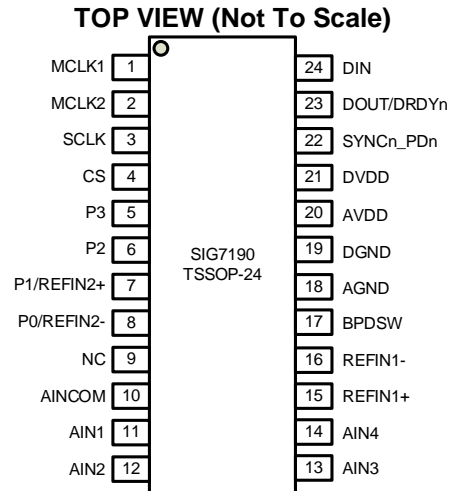 TOP VIEW (Not To Scale)
MCLK1 1
MCLK2 2
SCLK 3
CS 4
P3 5
P2 6
P1/REFIN2+ 7
P0/REFIN2- 8
NC 9
AINCOM 10
AIN1 11
AIN2 12
SIG7190
TSSOP-24
24 DIN
23 DOUT/DRDYn
22 SYNCn_PDn
21 DVDD
20 AVDD
19 DGND
18 AGND
17 BPDSW
16 REFIN1-
15 REFIN1+
14 AIN4
13 AIN3